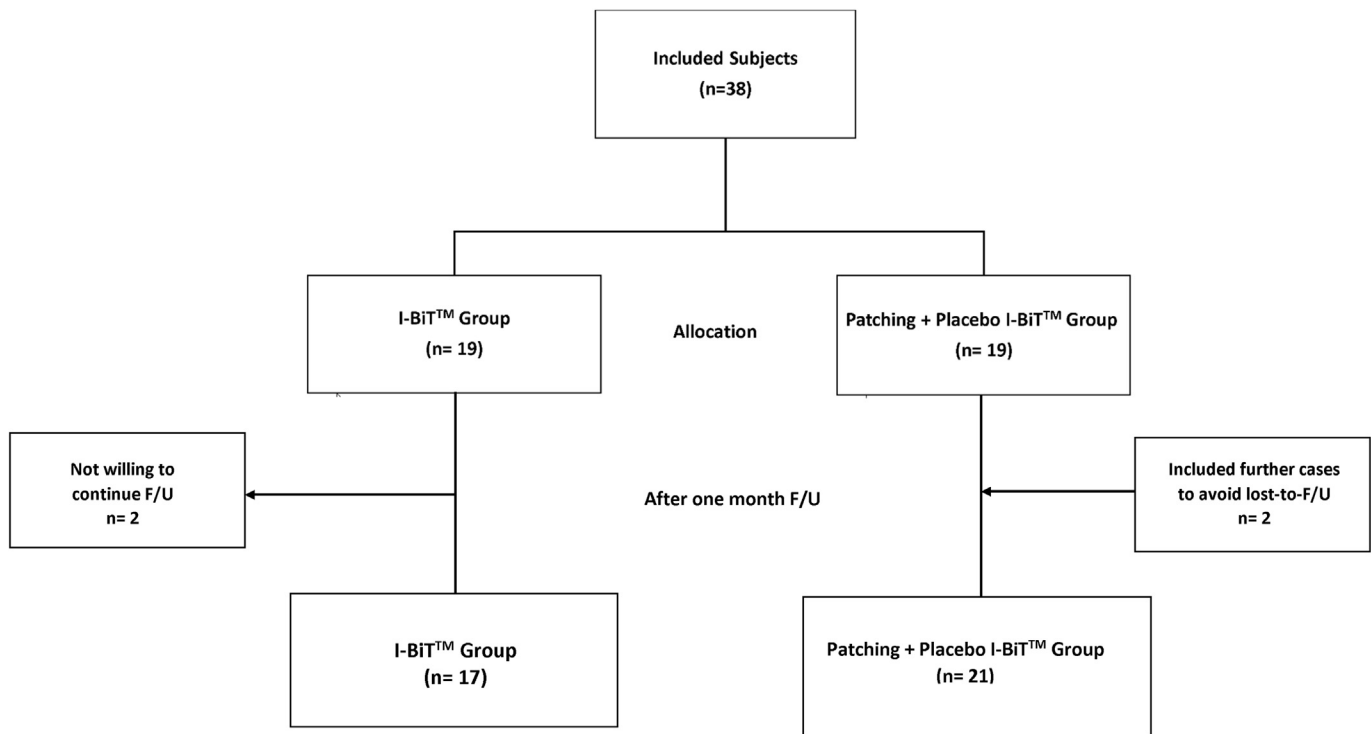 Included Subjects
(n=38)
I-BiT™ Group
(n= 19)
Allocation
Patching + Placebo I-BiT™ Group
(n= 19)
Not willing to
continue F/U
n= 2
After one month F/U
Included further cases
to avoid lost-to-F/U
n= 2
I-BiT™ Group
(n= 17)
Patching + Placebo I-BiT™ Group
(n= 21)